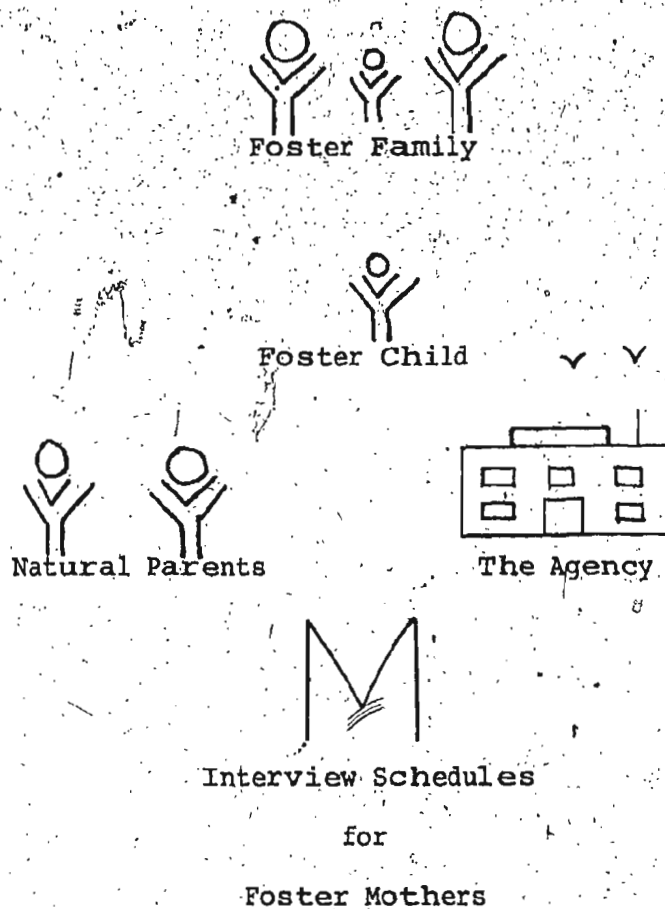 Foster Family
Foster Child
Natural Parents
The Agency
M
Interview Schedules
for
Foster Mothers